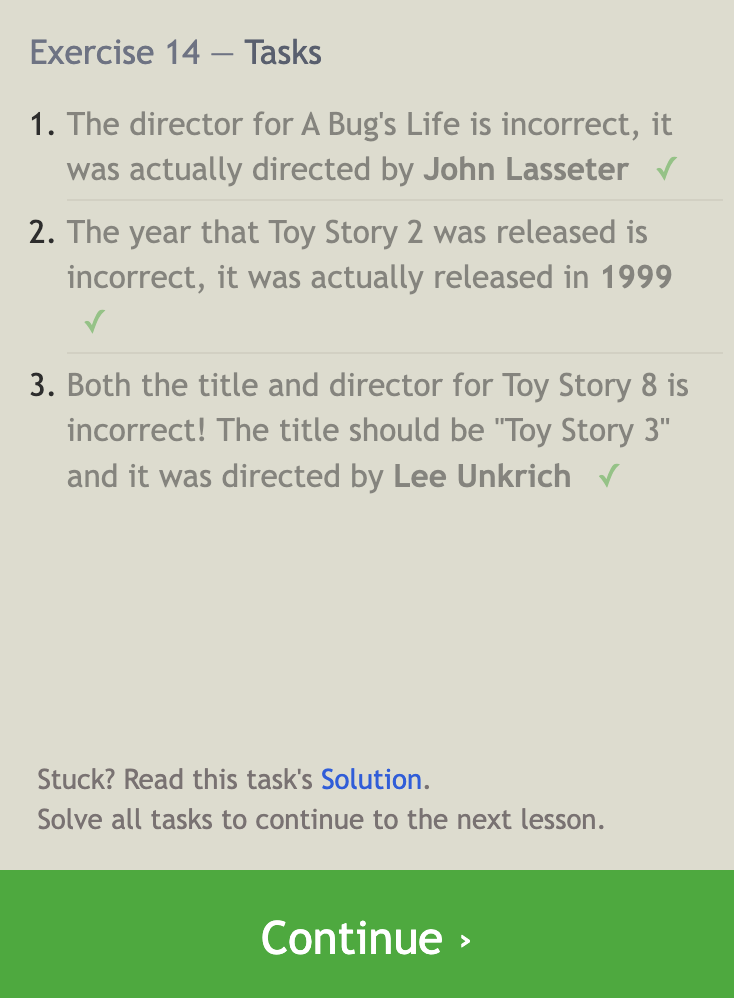 Exercise 14 — Tasks
1. The director for A Bug's Life is incorrect, it
was actually directed by John Lasseter ✓
2. The year that Toy Story 2 was released is
incorrect, it was actually released in 1999
✓
3. Both the title and director for Toy Story 8 is
incorrect! The title should be "Toy Story 3"
and it was directed by Lee Unkrich ✓
Stuck? Read this task's Solution.
Solve all tasks to continue to the next lesson.
Continue ›